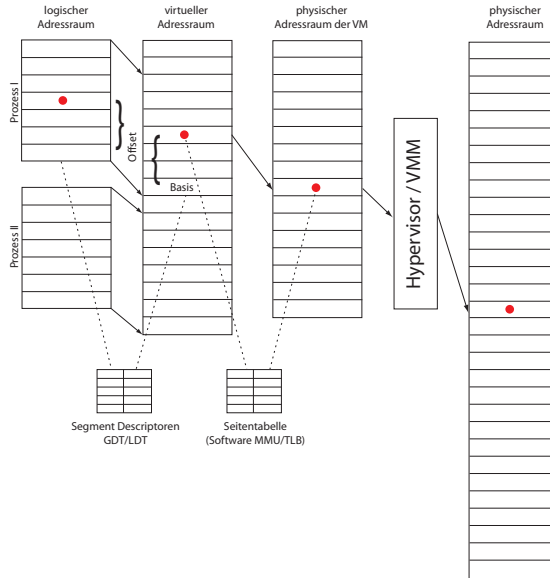 logischer
Adressraum
virtueller
Adressraum
physischer
Adressraum der VM
physischer
Adressraum
Prozess I
Offset
Basis
Prozess II
Hypervisor / VMM
Segment Descriptoren
GDT/LDT
Seitentabelle
(Software MMU/TLB)